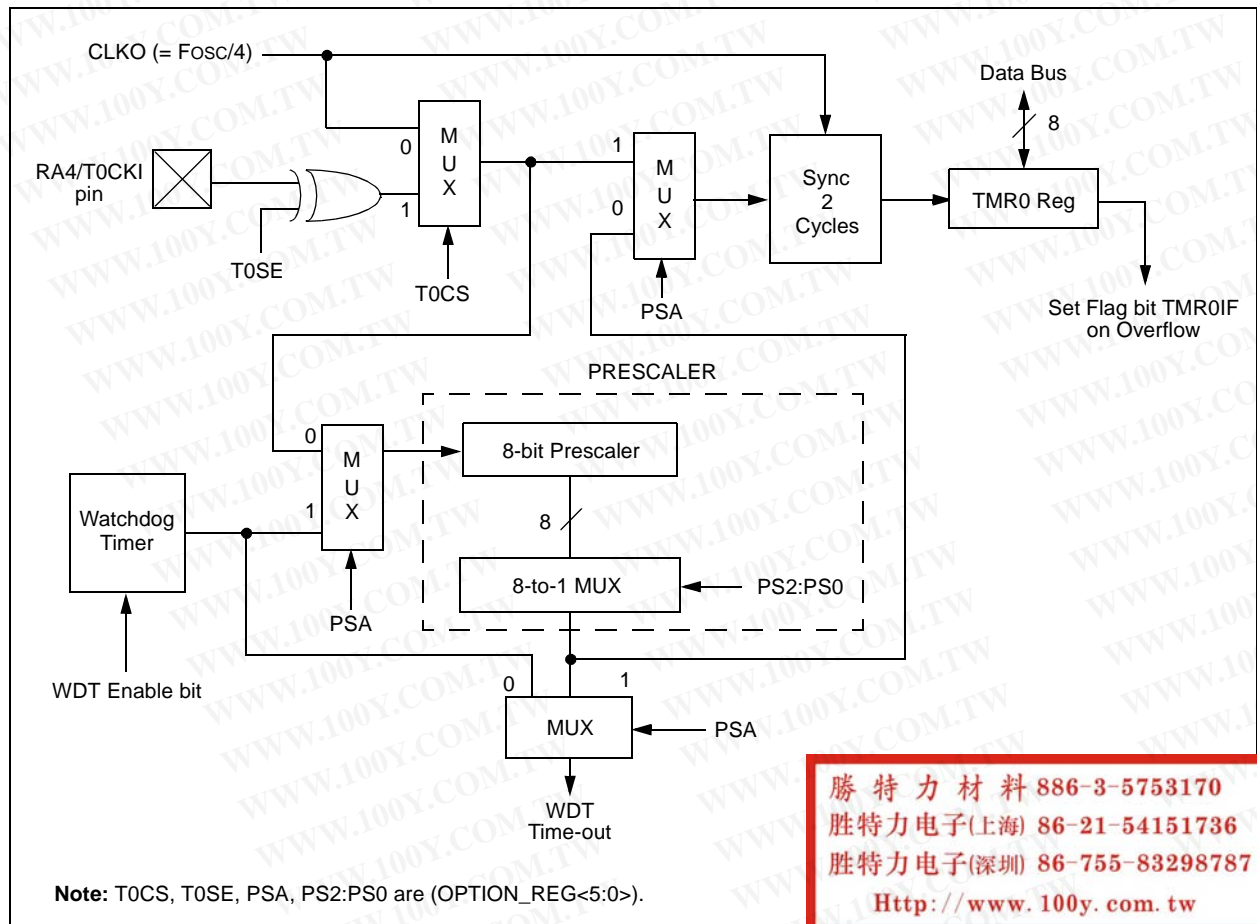 CLKO (= FOSC/4)
Data Bus
8
RA4/T0CKI
pin
0
1
M
U
X
T0SE
T0CS
1
0
M
U
X
PSA
Sync
2
Cycles
TMR0 Reg
Set Flag bit TMR0IF
on Overflow
PRESCALER
0
1
M
U
X
8-bit Prescaler
Watchdog
Timer
8
8-to-1 MUX
PS2:PS0
PSA
WDT Enable bit
0
1
MUX
PSA
WDT
Time-out
Note: T0CS, T0SE, PSA, PS2:PS0 are (OPTION_REG<5:0>).
勝 特 力 材 料 886-3-5753170
胜特力电子(上海) 86-21-54151736
胜特力电子(深圳) 86-755-83298787
Http://www.100y.com.tw
WWW.100Y.COM.TW